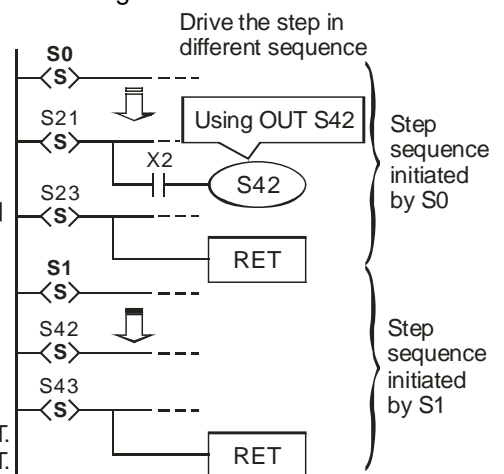 Drive the step in
different sequence
S0
S
S21
S
Using OUT S42
X2
S42
S23
S
RET
Step
sequence
initiated
by S0
S1
S
S42
S
S43
S
RET
Step
sequence
initiated
by S1
T.
T.